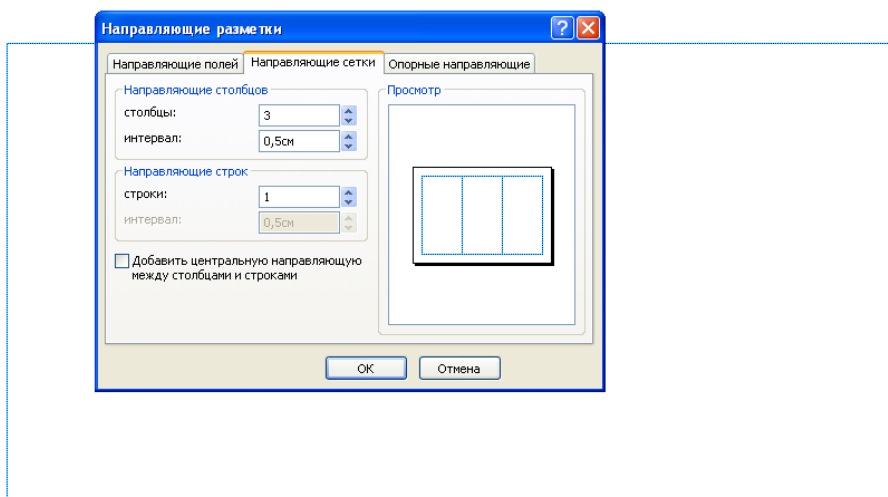 Направляющие разметки
Направляющие полей Направляющие сетки Опорные направляющие
Направляющие столбцов
столбцы: 3
интервал: 0,5см
Направляющие строк
строки: 1
интервал: 0,5см
Добавить центральную направляющую
между столбцами и строками
Просмотр
ОК Отмена